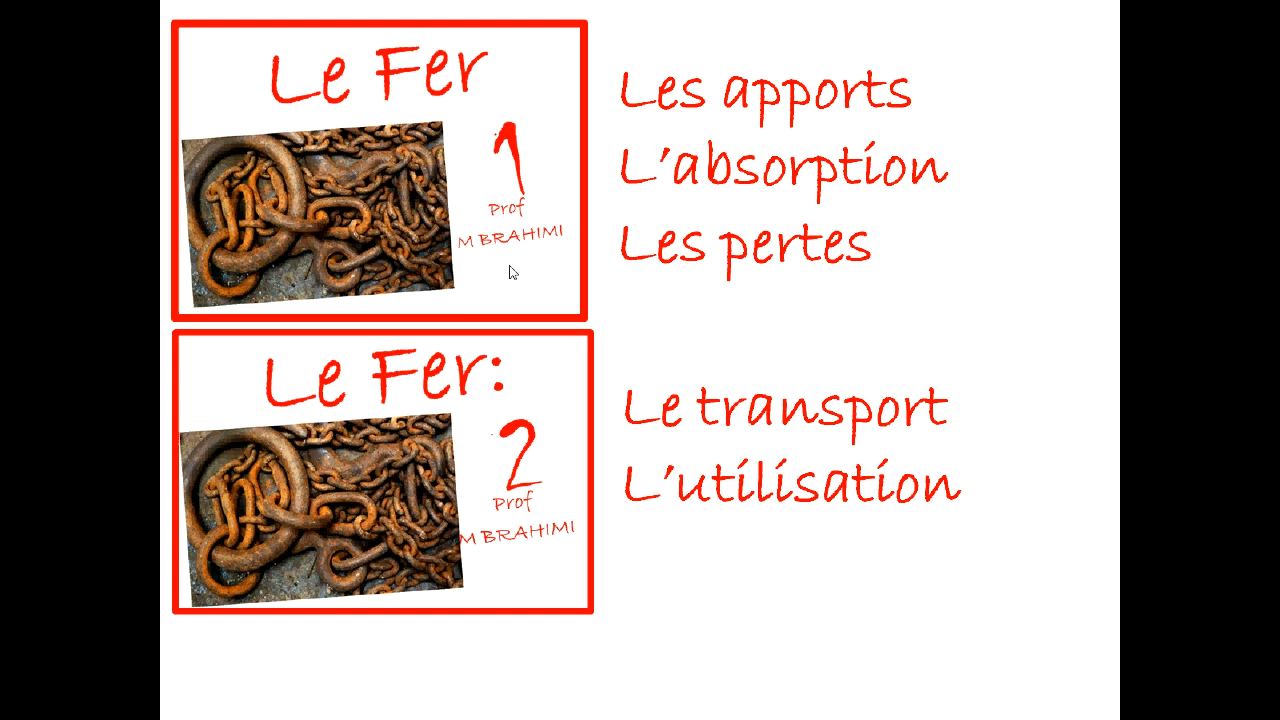 Le Fer
1
Prof
M BRAHIMI
Les apports
L'absorption
Les pertes
Le Fer:
2
Prof
M BRAHIMI
Le transport
L'utilisation